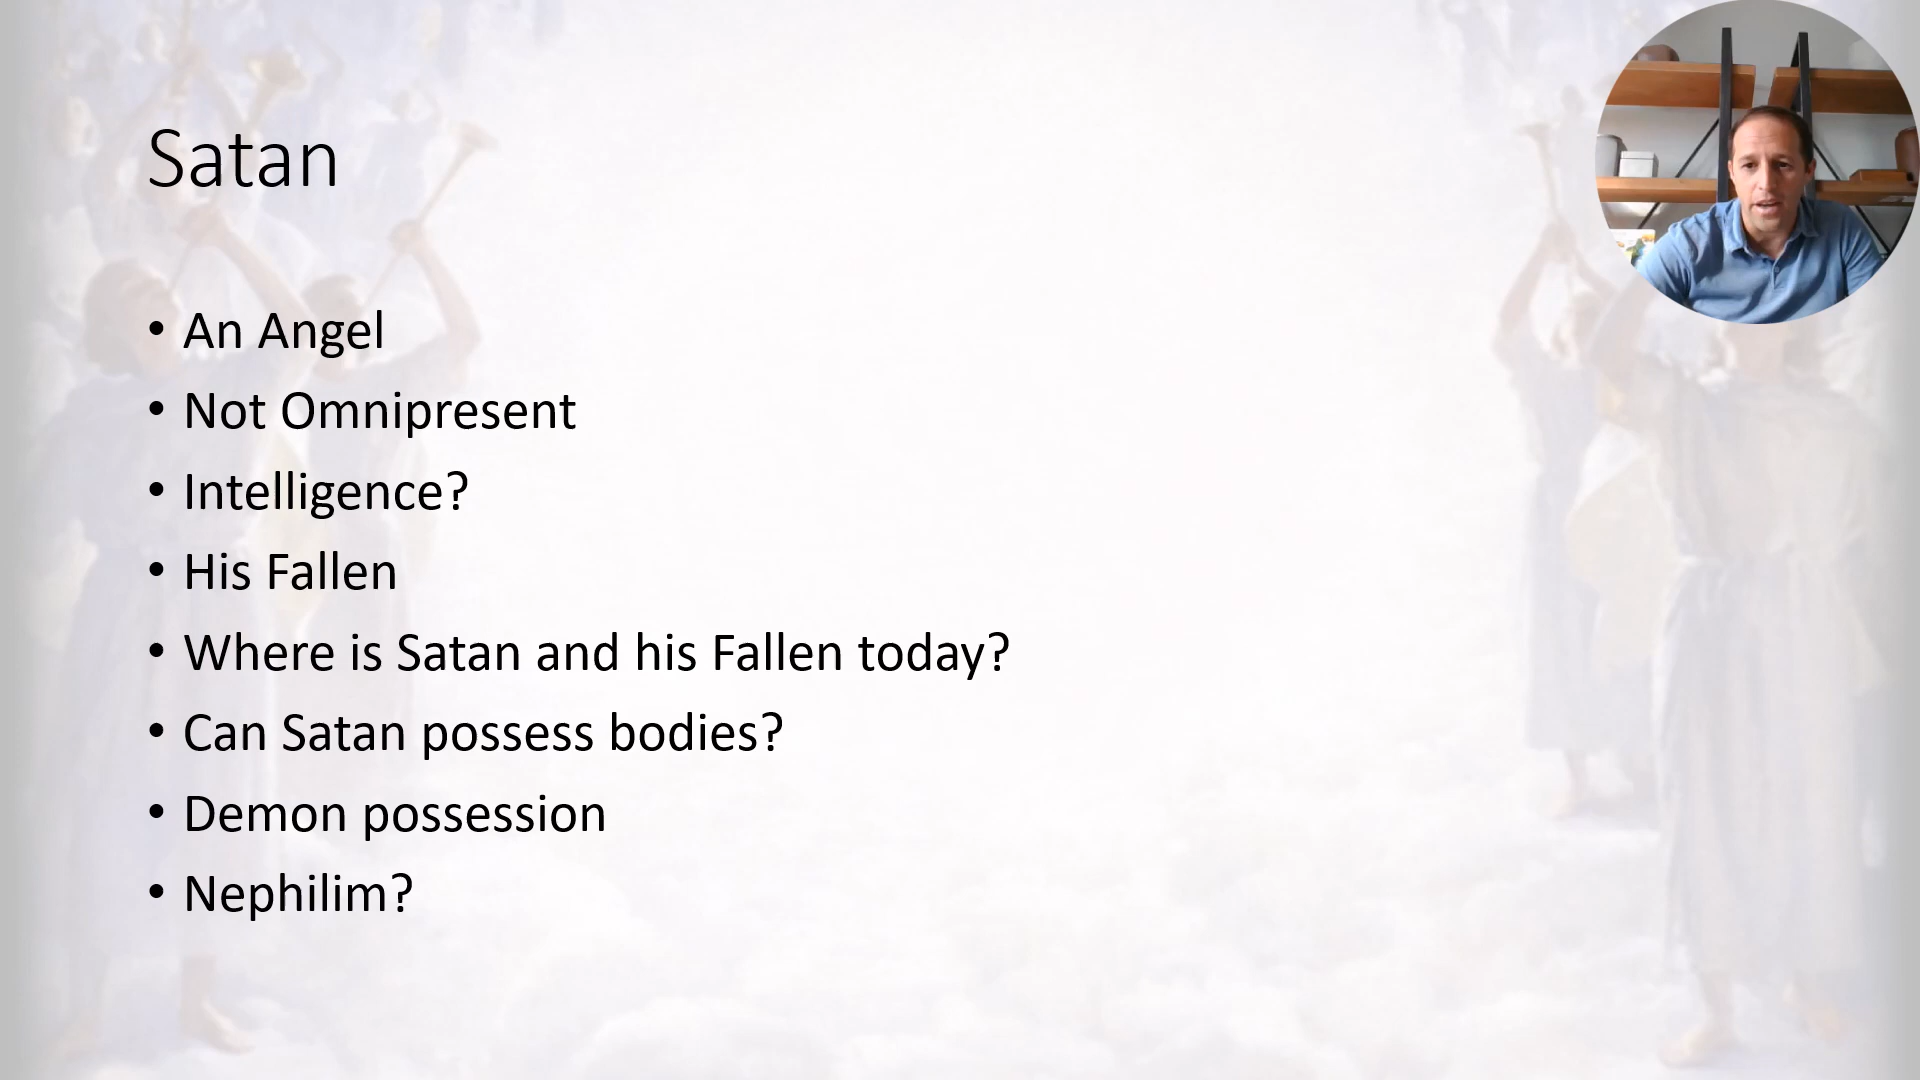 Satan
• An Angel
• Not Omnipresent
• Intelligence?
• His Fallen
• Where is Satan and his Fallen today?
• Can Satan possess bodies?
• Demon possession
• Nephilim?